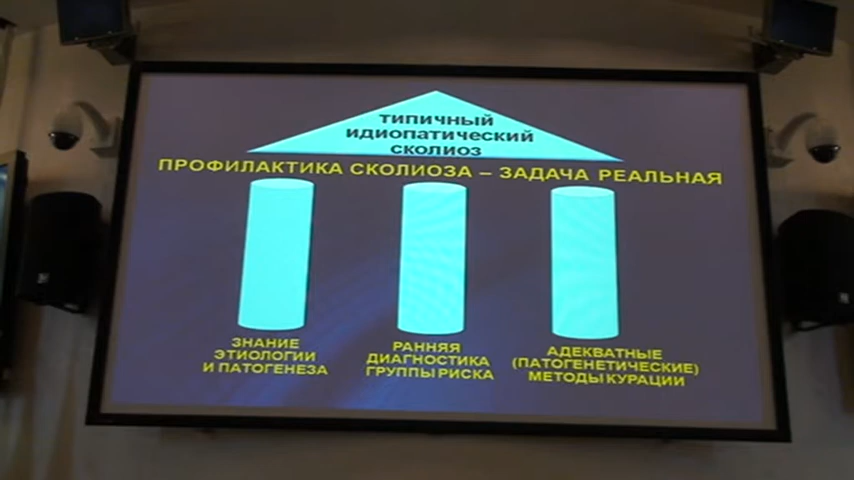 ТИПИЧНЫЙ
ИДИОПАТИЧЕСКИЙ
СКОЛИОЗ
ПРОФИЛАКТИКА СКОЛИОЗА – ЗАДАЧА РЕАЛЬНАЯ
ЗНАНИЕ
ЭТИОЛОГИИ
И ПАТОГЕНЕЗА
РАННЯЯ
ДИАГНОСТИКА
ГРУППЫ РИСКА
АДЕКВАТНЫЕ
(ПАТОГЕНЕТИЧЕСКИЕ)
МЕТОДЫ КУРАЦИИ